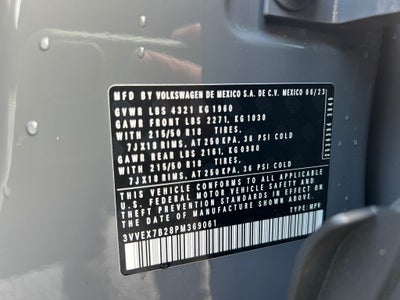 MFD. BY VOLKSWAGEN DE MEXICO S.A. DE C.V. MEXICO 06/23
GVWR LBS 4321 KG 1960
GAWR FRONT LBS 2271, KG 1030
WITH 215/50 R18 TIRES,
7JX18 RIMS, AT 250 KPA, 36 PSI COLD
GAWR REAR LBS 2161, KG 0980
WITH 215/50 R18 TIRES,
7JX18 RIMS, AT 250 KPA, 36 PSI COLD
THIS VEHICLE CONFORMS TO ALL APPLICABLE
U.S. FEDERAL MOTOR VEHICLE SAFETY AND
THEFT PREVENTION STANDARDS IN EFFECT ON
THE DATE OF MANUFACTURE SHOWN ABOVE.
3VVEX7B28PM369061 TYPE: MPV